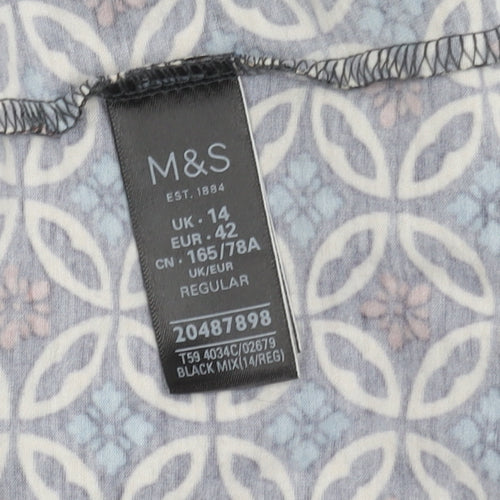 M&S
EST. 1884
UK · 14
EUR · 42
CN · 165/78A
UK/EUR
REGULAR
20487898
T59 4034C/02679
BLACK MIX(14/REG)